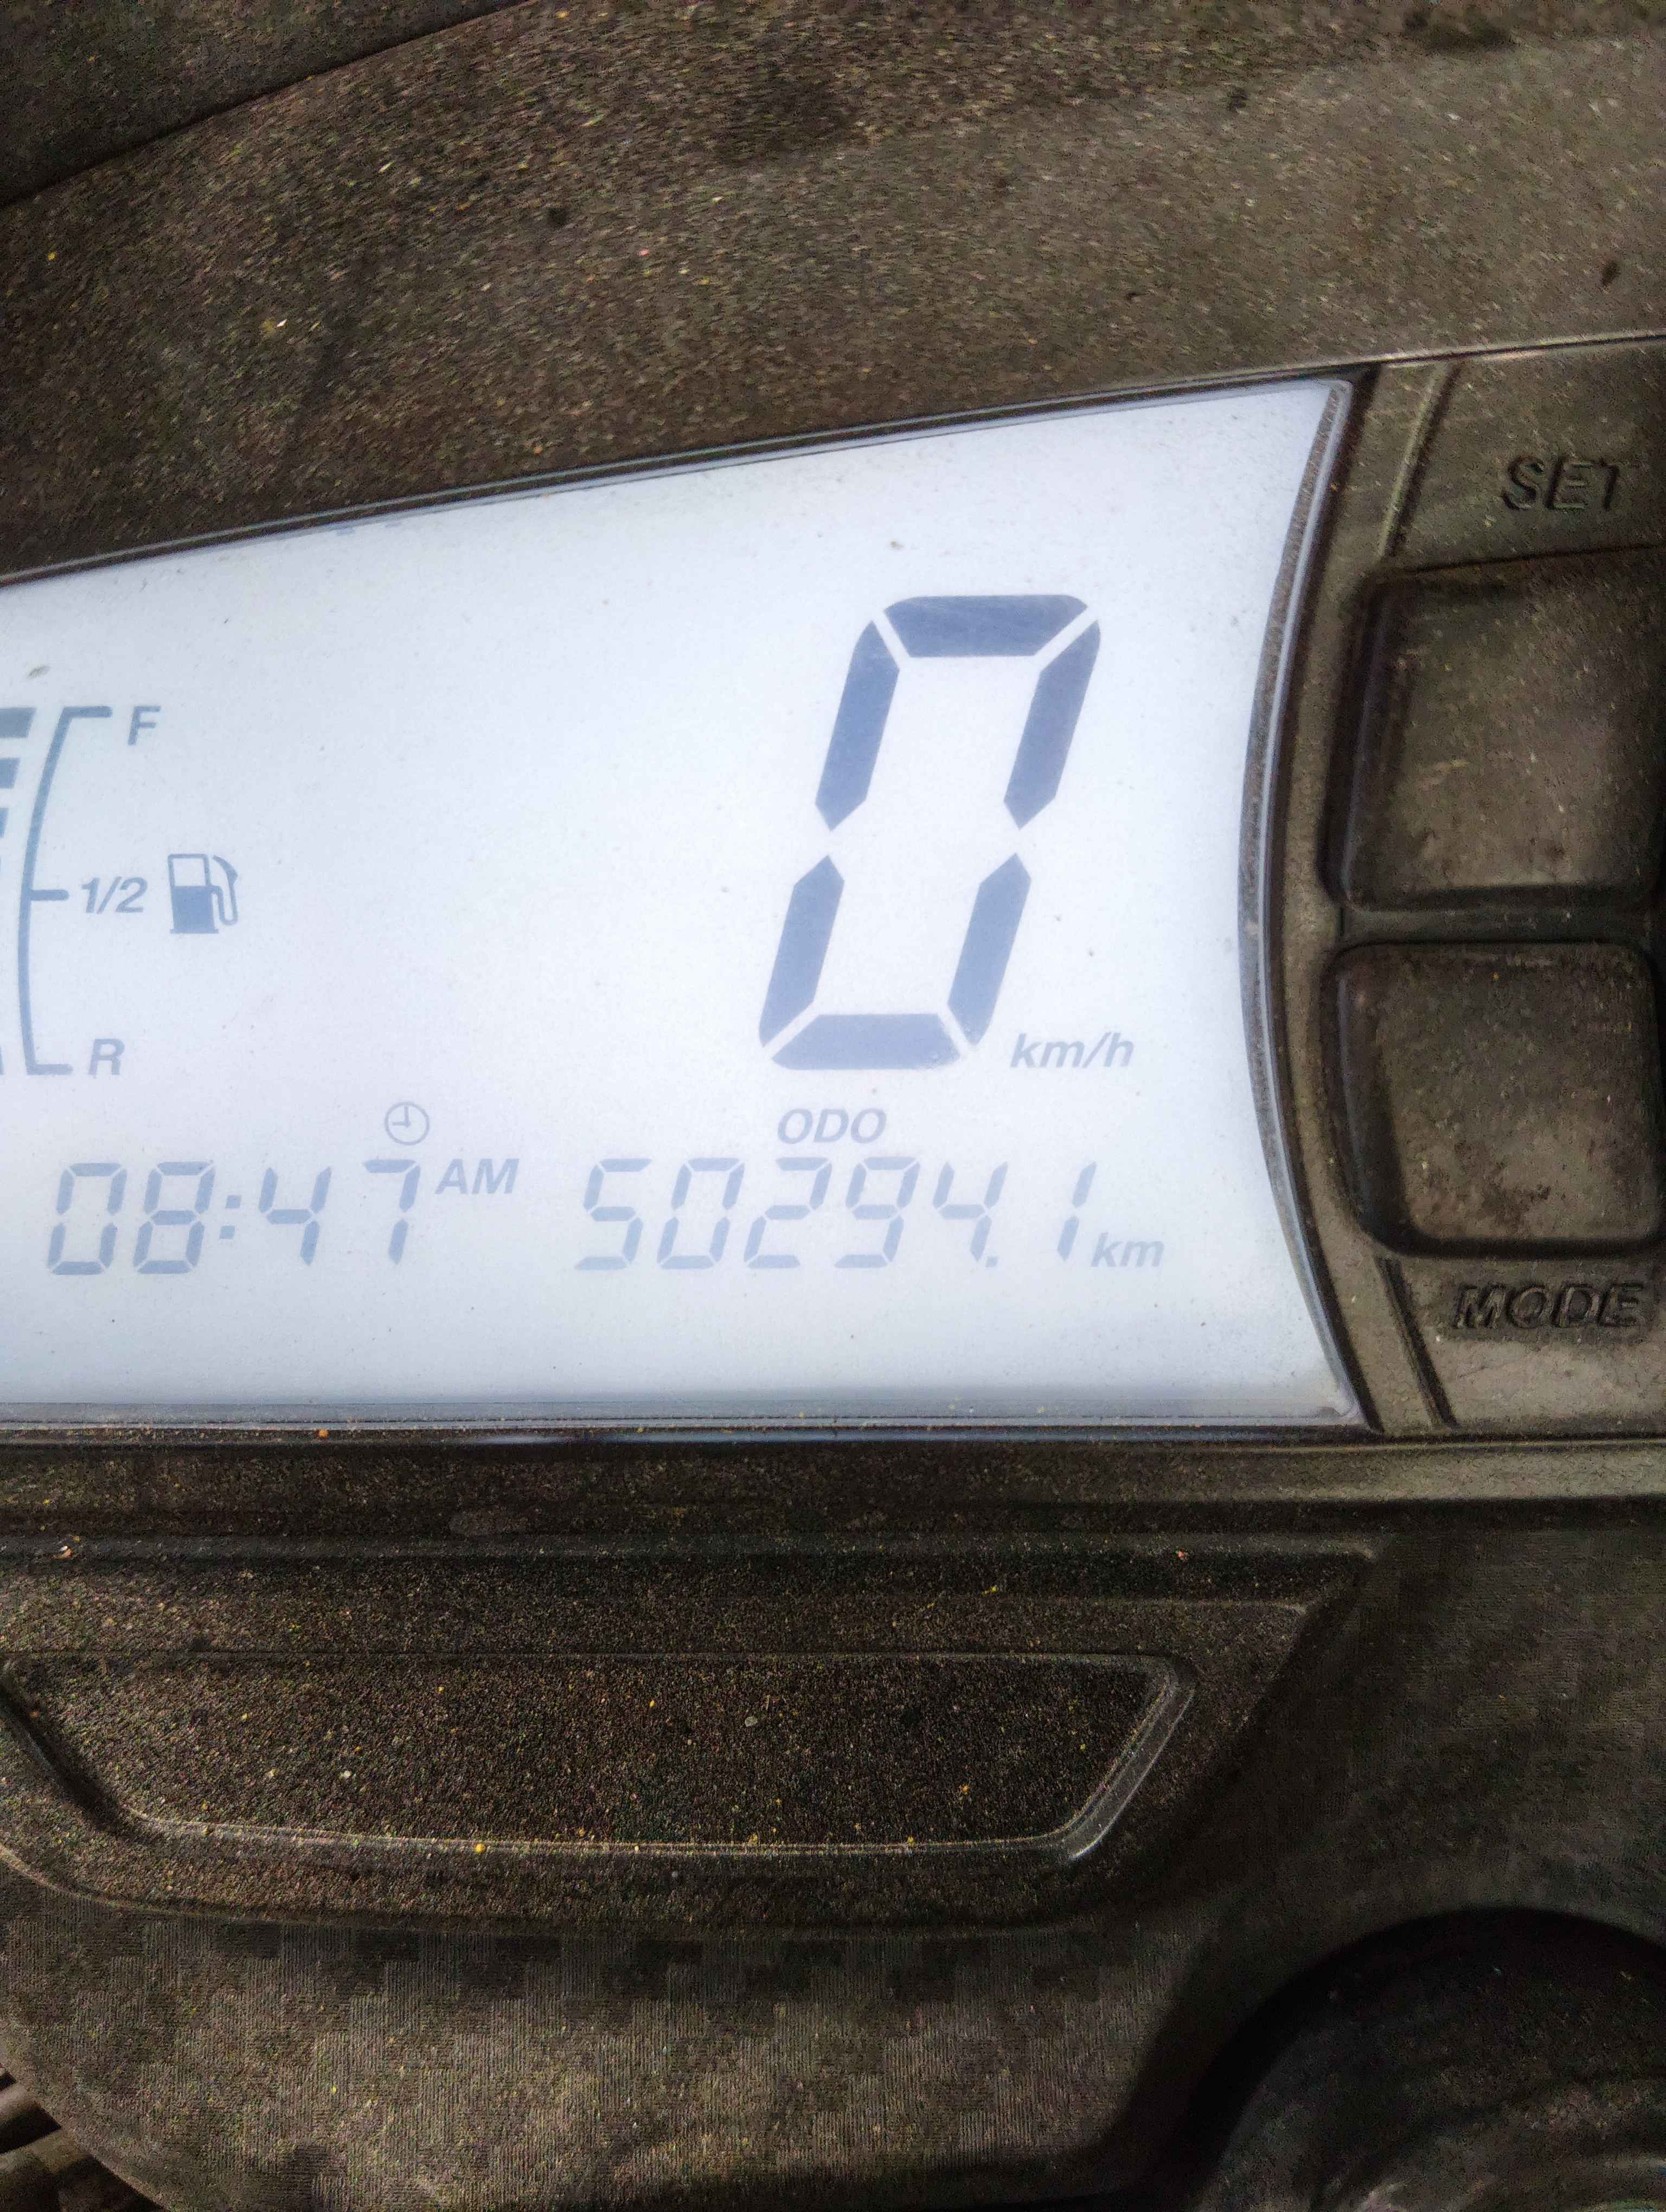 SET
F
1/2
R
0 km/h
ODO
08:47 AM 50294.1 km
MODE